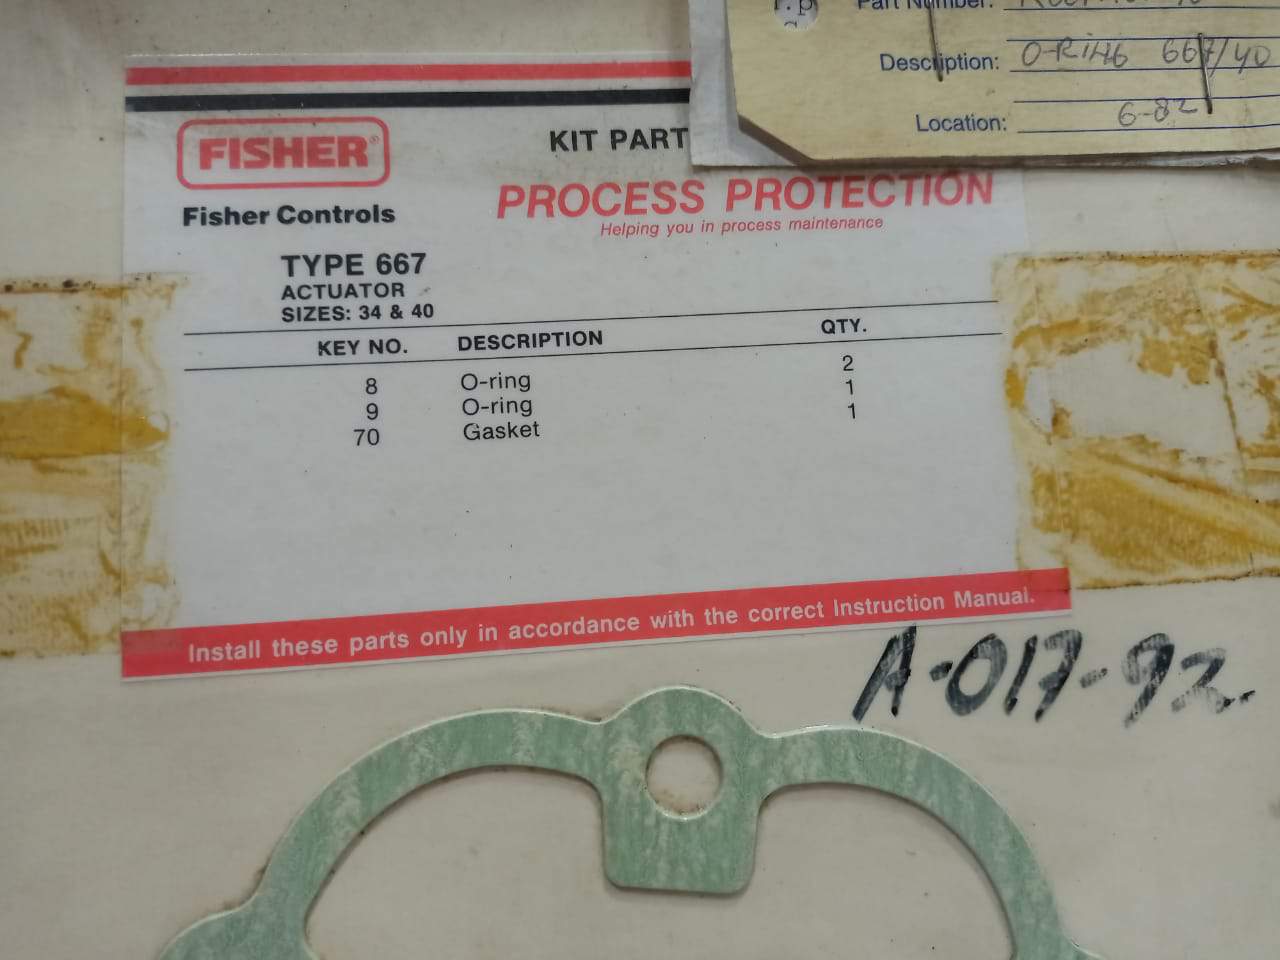 Part Number:
Description: O-RING 667/40
Location: 6-82
FISHER®
Fisher Controls
KIT PART
PROCESS PROTECTION
Helping you in process maintenance
TYPE 667
ACTUATOR
SIZES: 34 & 40
KEY NO. DESCRIPTION QTY.
8 O-ring 2
9 O-ring 1
70 Gasket 1
Install these parts only in accordance with the correct Instruction Manual.
A-017-92